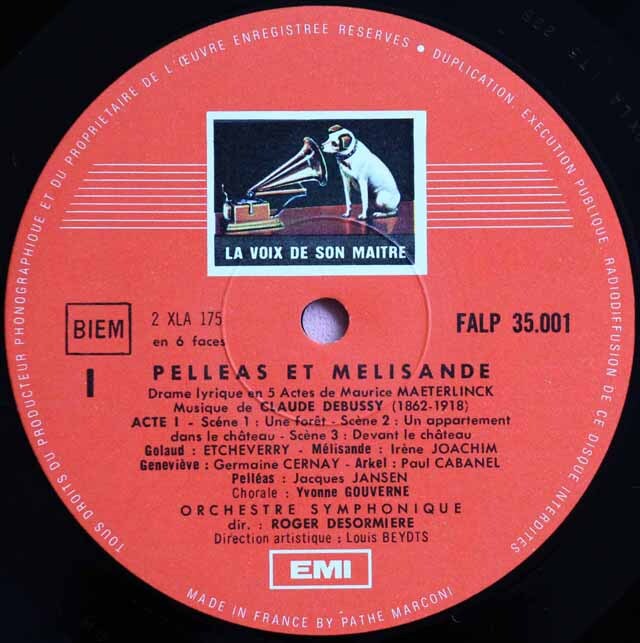 TOUS DROITS DU PRODUCTEUR PHONOGRAPHIQUE ET DU PROPRIETAIRE DE L'ŒUVRE ENREGISTREE RESERVES • DUPLICATION, EXECUTION PUBLIQUE, RADIODIFFUSION DE CE DISQUE INTERDITES
LA VOIX DE SON MAITRE
BIEM
2 XLA 175
en 6 faces
FALP 35.001
I
PELLEAS ET MELISANDE
Drame lyrique en 5 Actes de Maurice MAETERLINCK
Musique de CLAUDE DEBUSSY (1862-1918)
ACTE I - Scéne 1 : Une forêt - Scène 2 : Un appartement
dans le château - Scène 3 : Devant le château
Golaud : ETCHEVERRY - Mélisande : Irène JOACHIM
Geneviève : Germaine CERNAY - Arkel : Paul CABANEL
Pelléas : Jacques JANSEN
Chorale : Yvonne GOUVERNE
ORCHESTRE SYMPHONIQUE
dir. : ROGER DESORMIERE
Direction artistique : Louis BEYDTS
EMI
MADE IN FRANCE BY PATHE MARCONI